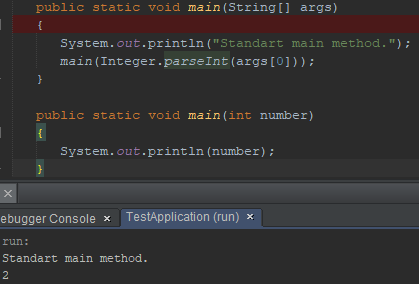 public static void main(String[] args)
{
System.out.println("Standart main method.");
main(Integer.parseInt(args[0]));
}
public static void main(int number)
{
System.out.println(number);
}
ebugger Console × TestApplication (run) ×
run:
Standart main method.
2